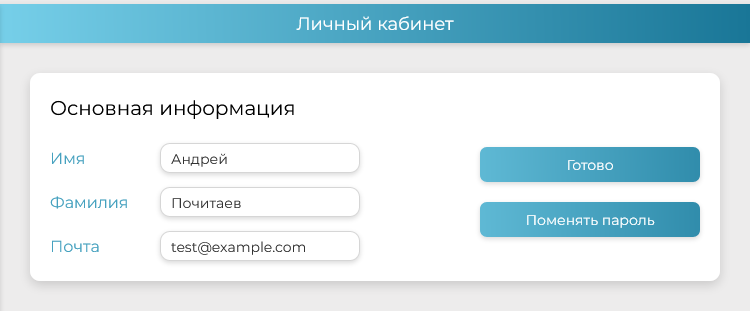 Личный кабинет
Основная информация
Имя
Андрей
Фамилия
Почитаев
Почта
test@example.com
Готово
Поменять пароль